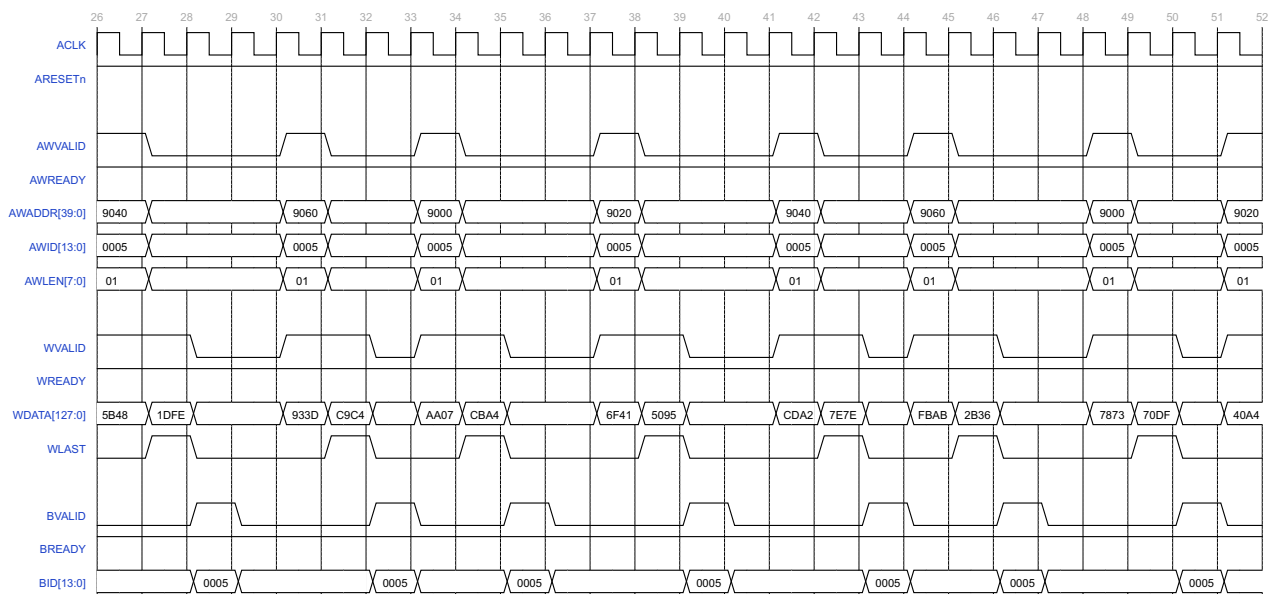 26 27 28 29 30 31 32 33 34 35 36 37 38 39 40 41 42 43 44 45 46 47 48 49 50 51 52
ACLK
ARESETn
AWVALID
AWREADY
AWADDR[39:0] 9040 9060 9000 9020 9040 9060 9000 9020
AWID[13:0] 0005 0005 0005 0005 0005 0005 0005 0005
AWLEN[7:0] 01 01 01 01 01 01 01 01
WVALID
WREADY
WDATA[127:0] 5B48 1DFE 933D C9C4 AA07 CBA4 6F41 5095 CDA2 7E7E FBAB 2B36 7873 70DF 40A4
WLAST
BVALID
BREADY
BID[13:0] 0005 0005 0005 0005 0005 0005 0005